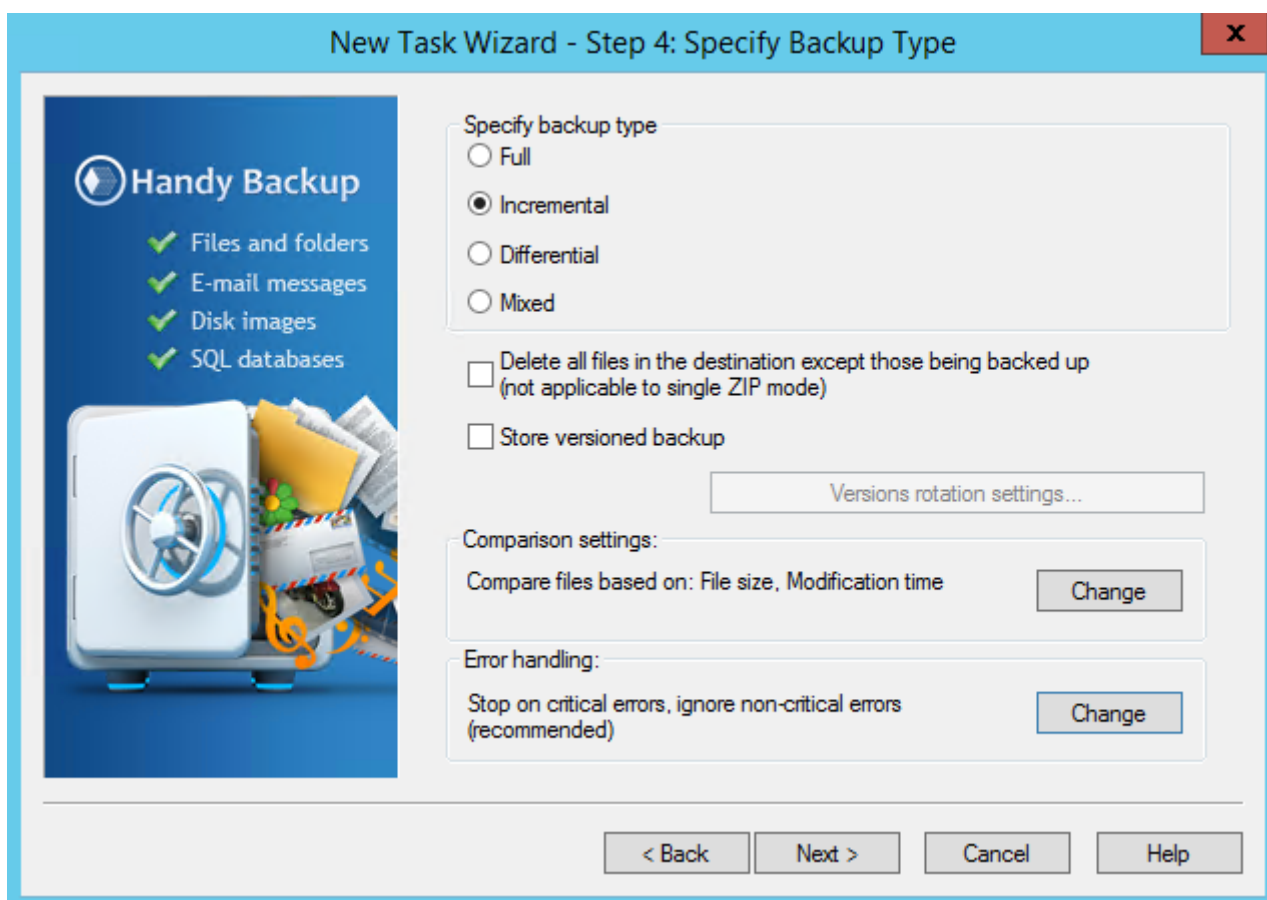 New Task Wizard - Step 4: Specify Backup Type
x
Handy Backup
Files and folders
E-mail messages
Disk images
SQL databases
Specify backup type
Full
Incremental
Differential
Mixed
Delete all files in the destination except those being backed up
(not applicable to single ZIP mode)
Store versioned backup
Versions rotation settings...
Comparison settings:
Compare files based on: File size, Modification time
Change
Error handling:
Stop on critical errors, ignore non-critical errors
(recommended)
Change
< Back
Next >
Cancel
Help